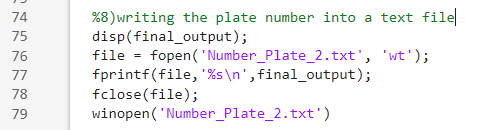 74 %8)writing the plate number into a text file
75 disp(final_output);
76 file = fopen('Number_Plate_2.txt', 'wt');
77 fprintf(file,'%s\n',final_output);
78 fclose(file);
79 winopen('Number_Plate_2.txt')